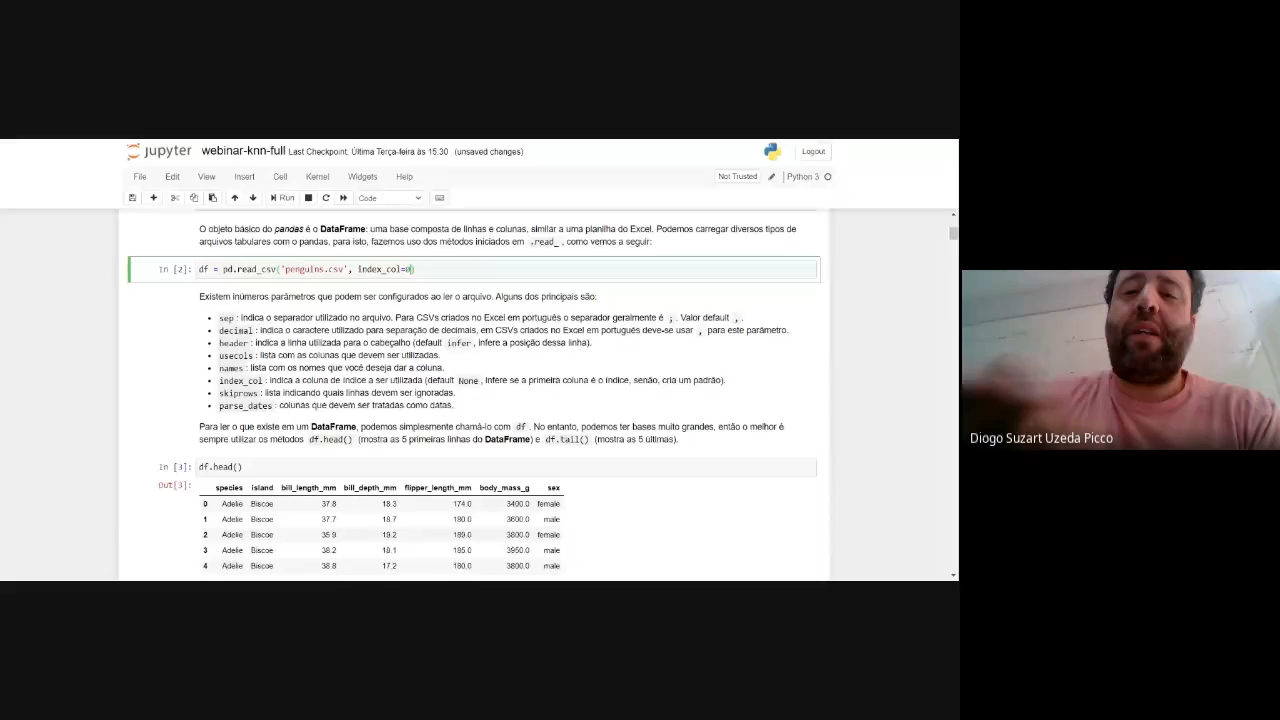 jupyter webinar-knn-full Last Checkpoint: Última Terça-feira às 15:30 (unsaved changes) Logout
File Edit View Insert Cell Kernel Widgets Help Not Trusted Python 3
Run Code
O objeto básico do pandas é o DataFrame: uma base composta de linhas e colunas, similar a uma planilha do Excel. Podemos carregar diversos tipos de
arquivos tabulares com o pandas, para isto, fazemos uso dos métodos iniciados em .read_ , como vemos a seguir:
In [2]: df = pd.read_csv('penguins.csv', index_col=0)
Existem inúmeros parâmetros que podem ser configurados ao ler o arquivo. Alguns dos principais são:
• sep : indica o separador utilizado no arquivo. Para CSVs criados no Excel em português o separador geralmente é ; . Valor default , .
• decimal : indica o caractere utilizado para separação de decimais, em CSVs criados no Excel em português deve-se usar , para este parâmetro.
• header : indica a linha utilizada para o cabeçalho (default infer , infere a posição dessa linha).
• usecols : lista com as colunas que devem ser utilizadas.
• names : lista com os nomes que você deseja dar a coluna.
• index_col : indica a coluna de índice a ser utilizada (default None , infere se a primeira coluna é o índice, senão, cria um padrão).
• skiprows : lista indicando quais linhas devem ser ignoradas.
• parse_dates : colunas que devem ser tratadas como datas.
Para ler o que existe em um DataFrame, podemos simplesmente chamá-lo com df . No entanto, podemos ter bases muito grandes, então o melhor é
sempre utilizar os métodos df.head() (mostra as 5 primeiras linhas do DataFrame) e df.tail() (mostra as 5 últimas).
In [3]: df.head()
Out[3]: species island bill_length_mm bill_depth_mm flipper_length_mm body_mass_g sex
0 Adelie Biscoe 37.8 18.3 174.0 3400.0 female
1 Adelie Biscoe 37.7 18.7 180.0 3600.0 male
2 Adelie Biscoe 35.9 19.2 189.0 3800.0 female
3 Adelie Biscoe 38.2 18.1 185.0 3950.0 male
4 Adelie Biscoe 38.8 17.2 180.0 3800.0 male
Diogo Suzart Uzeda Picco